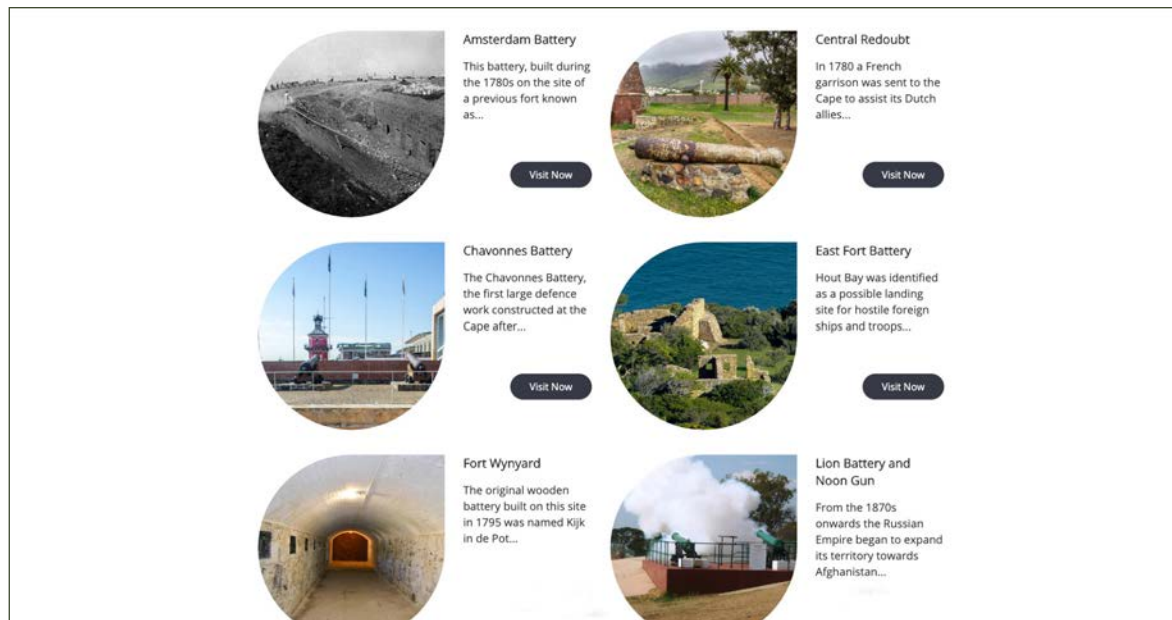 Amsterdam Battery
This battery, built during
the 1780s on the site of
a previous fort known
as...
Visit Now
Central Redoubt
In 1780 a French
garrison was sent to the
Cape to assist its Dutch
allies...
Visit Now
Chavonnes Battery
The Chavonnes Battery,
the first large defence
work constructed at the
Cape after...
Visit Now
East Fort Battery
Hout Bay was identified
as a possible landing
site for hostile foreign
ships and troops...
Visit Now
Fort Wynyard
The original wooden
battery built on this site
in 1795 was named Kijk
in de Pot...
Lion Battery and
Noon Gun
From the 1870s
onwards the Russian
Empire began to expand
its territory towards
Afghanistan...